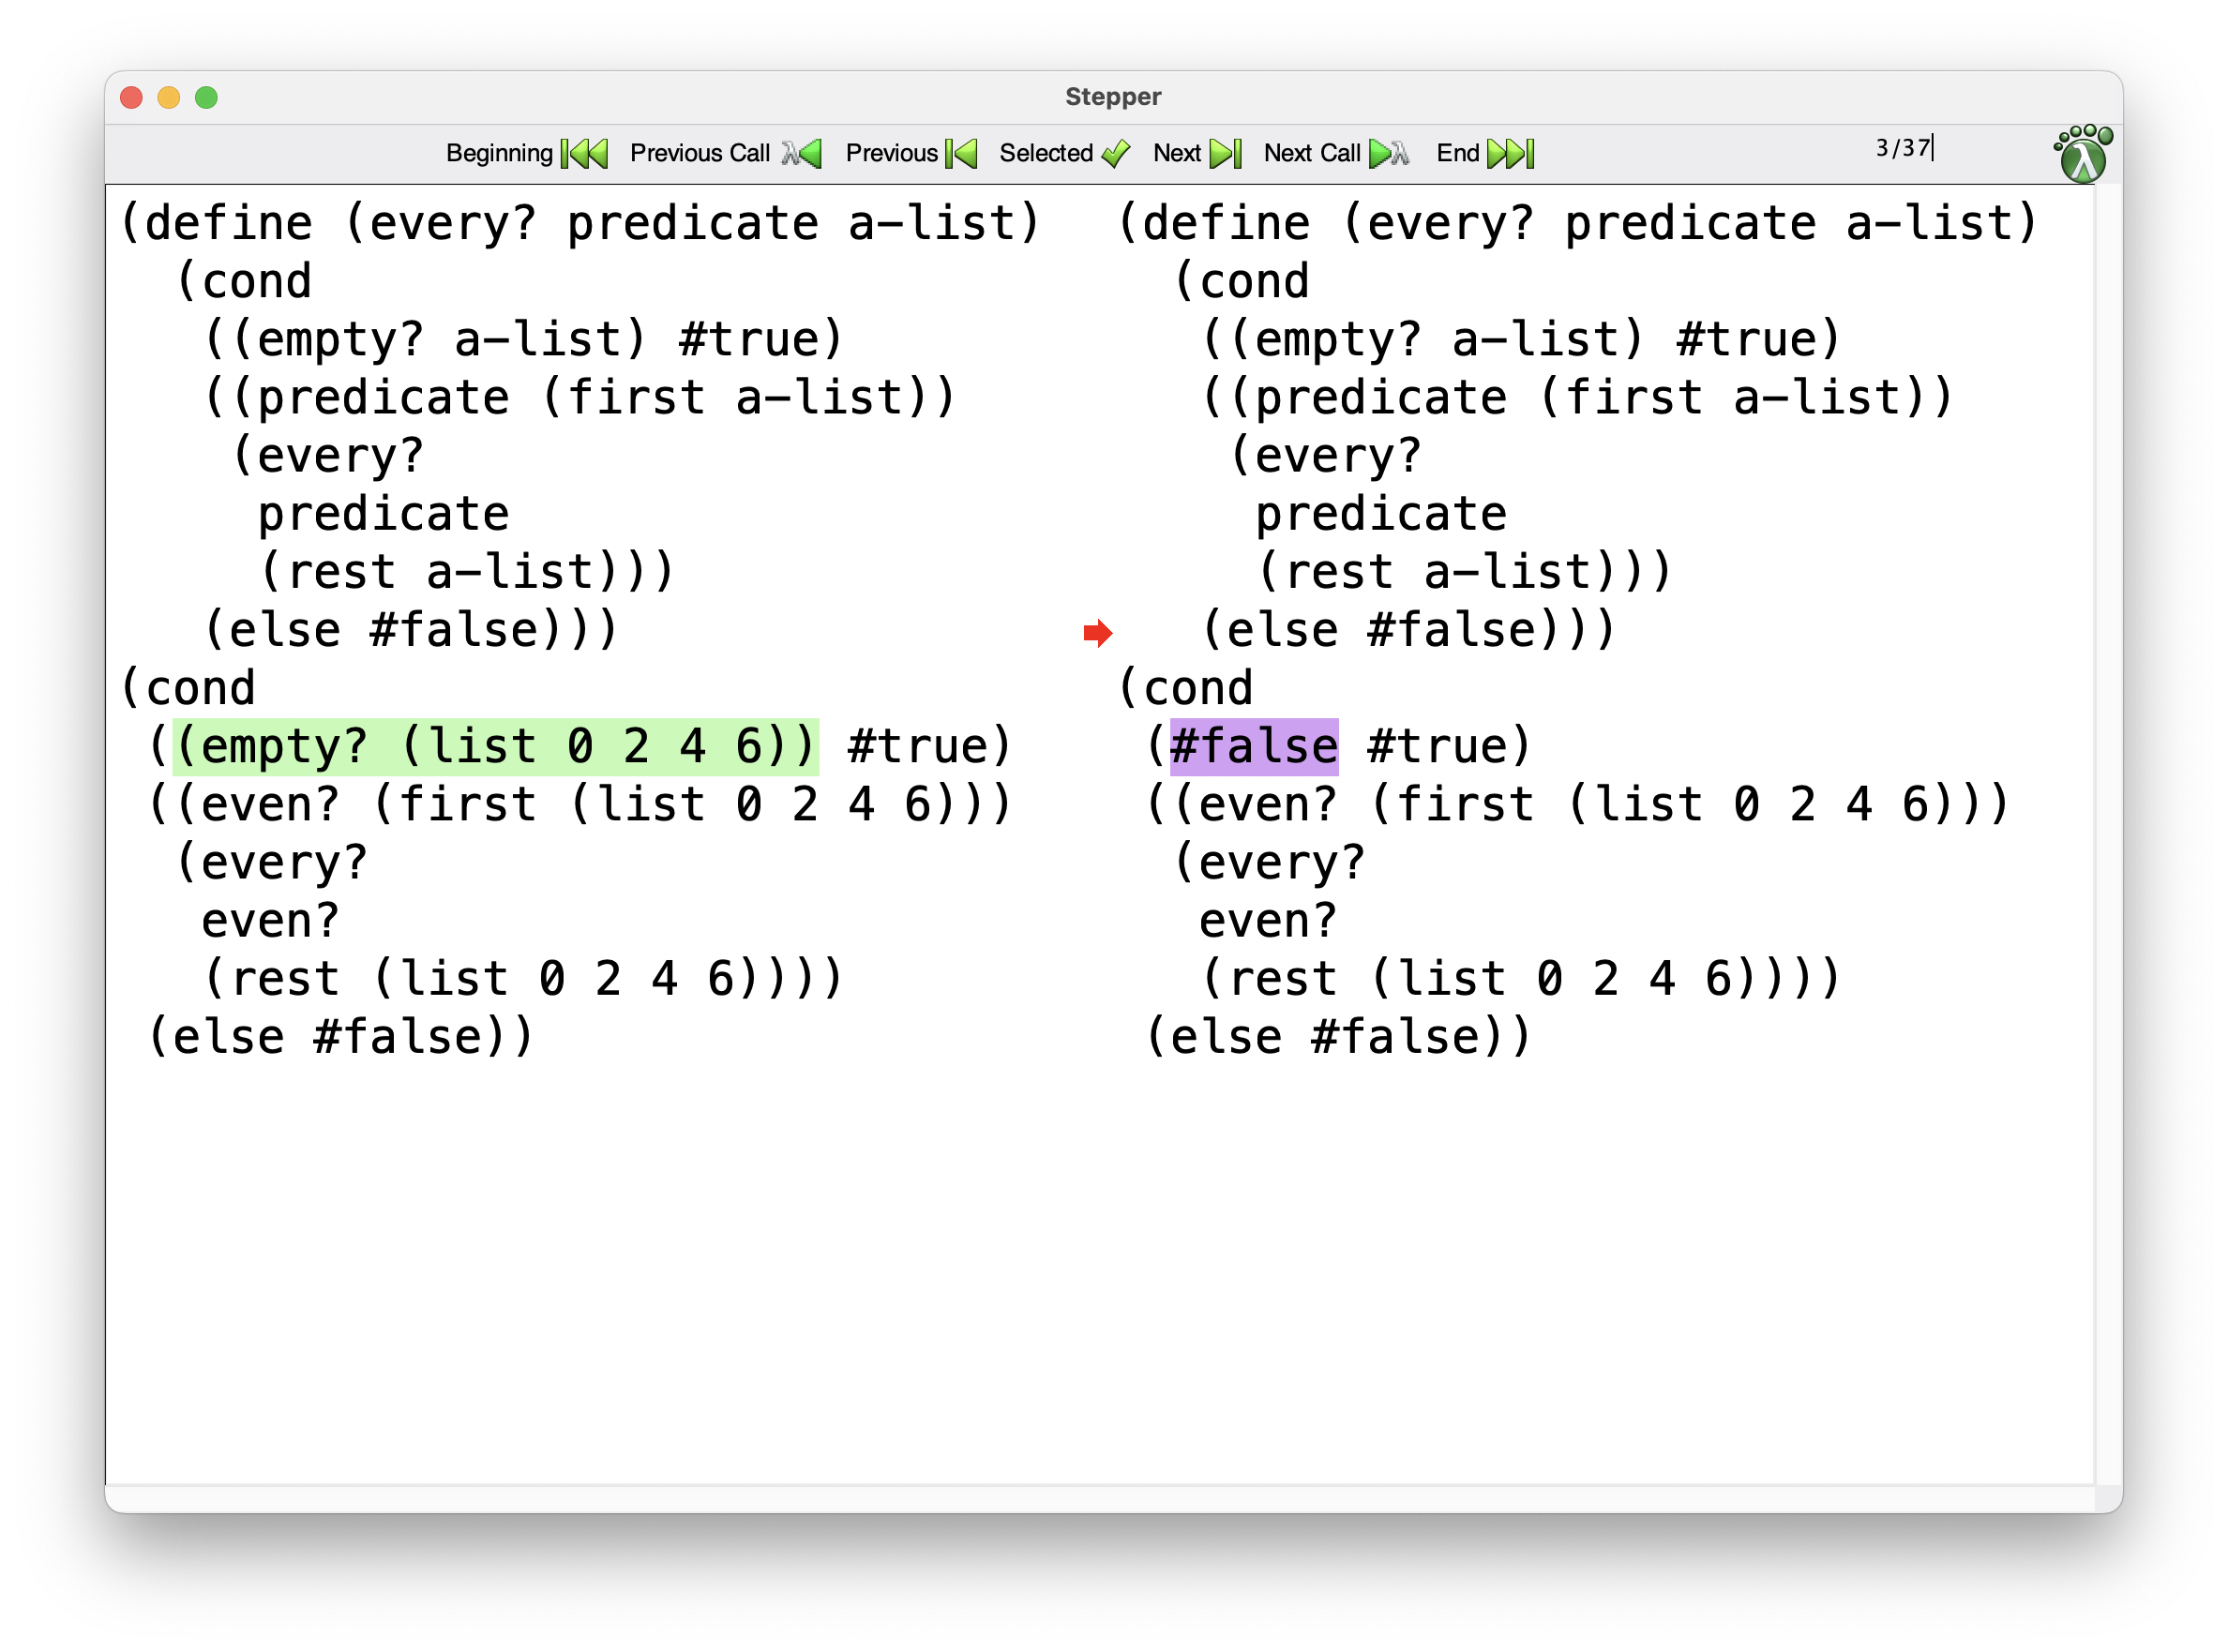 Stepper
Beginning Previous Call Previous Selected Next Next Call End 3/37
(define (every? predicate a-list)
  (cond
   ((empty? a-list) #true)
   ((predicate (first a-list))
    (every?
     predicate
     (rest a-list)))
   (else #false)))
(cond
 ((empty? (list 0 2 4 6)) #true)
 ((even? (first (list 0 2 4 6)))
  (every?
   even?
   (rest (list 0 2 4 6))))
 (else #false))
(define (every? predicate a-list)
  (cond
   ((empty? a-list) #true)
   ((predicate (first a-list))
    (every?
     predicate
     (rest a-list)))
   (else #false)))
(cond
 (#false #true)
 ((even? (first (list 0 2 4 6)))
  (every?
   even?
   (rest (list 0 2 4 6))))
 (else #false))